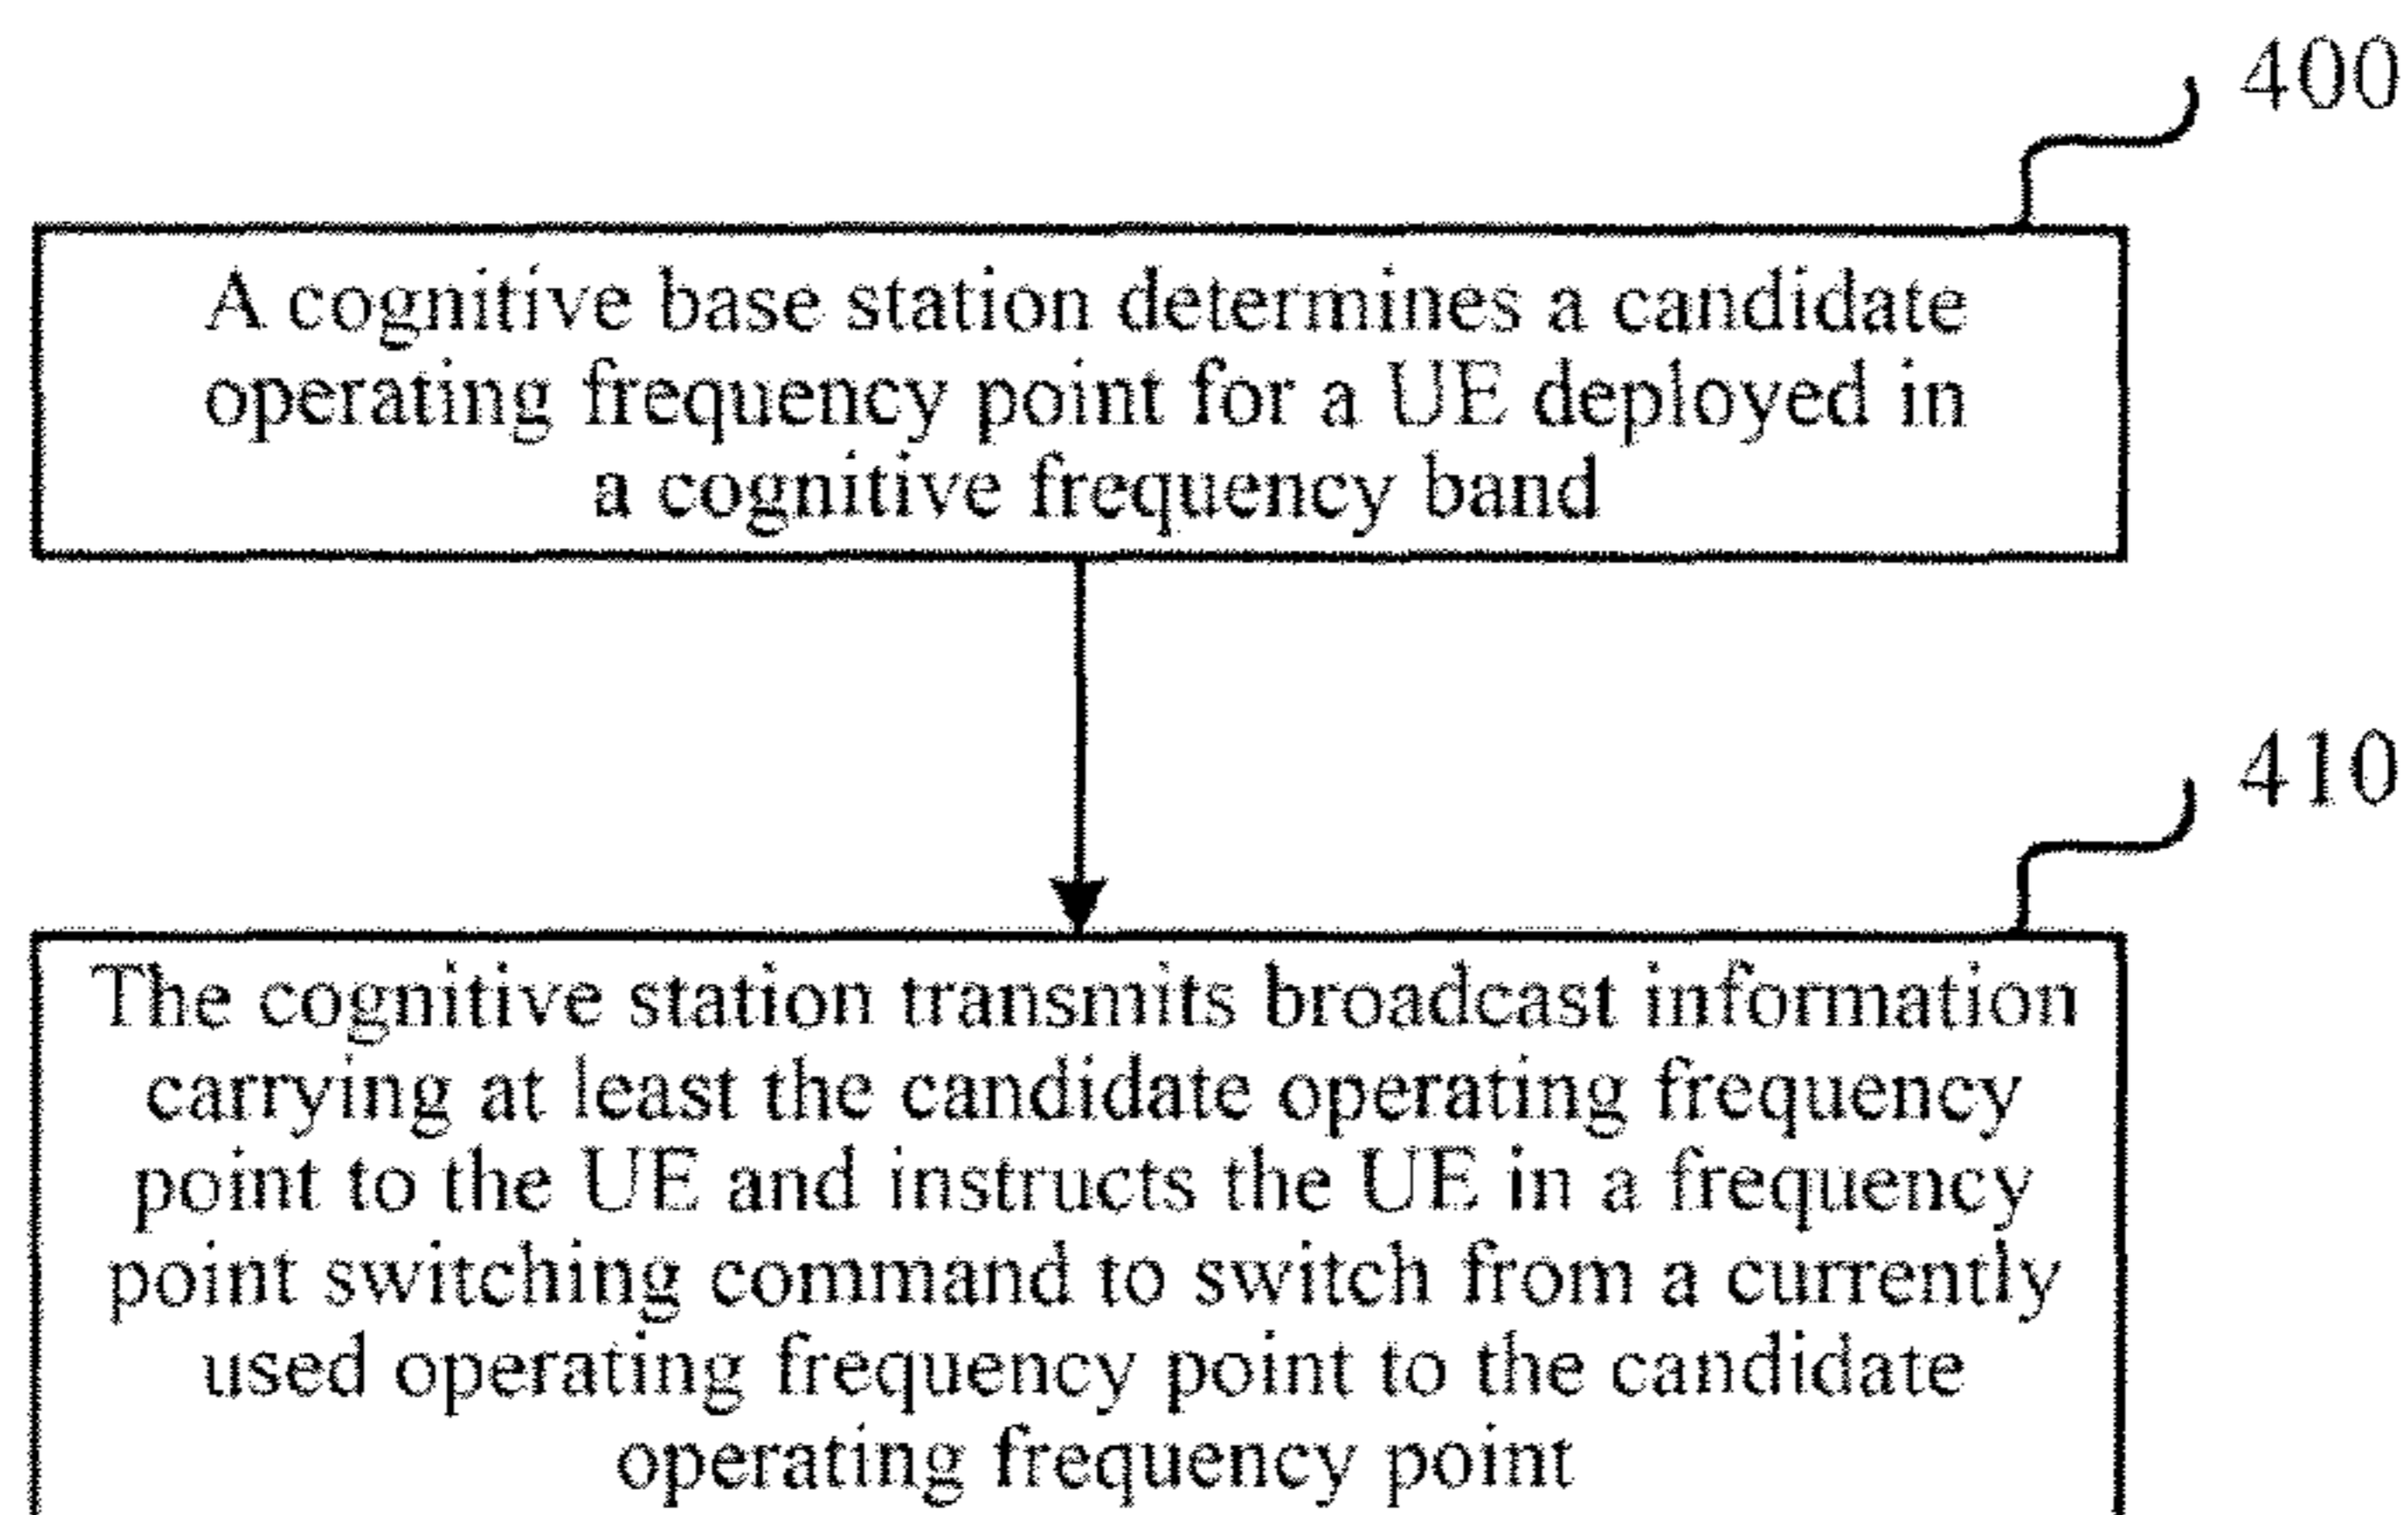 400
A cognitive base station determines a candidate
operating frequency point for a UE deployed in
a cognitive frequency band
410
The cognitive station transmits broadcast information
carrying at least the candidate operating frequency
point to the UE and instructs the UE in a frequency
point switching command to switch from a currently
used operating frequency point to the candidate
operating frequency point